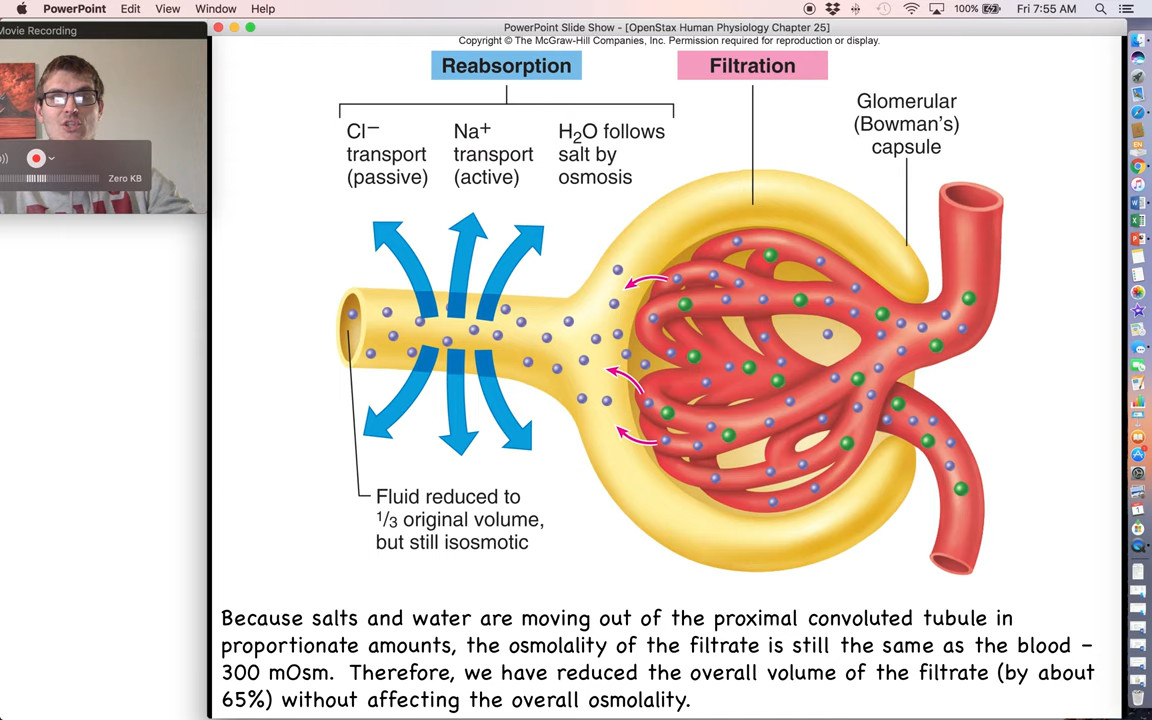 PowerPoint Edit View Window Help
100% Fri 7:55 AM
Movie Recording
PowerPoint Slide Show - [OpenStax Human Physiology Chapter 25]
Copyright © The McGraw-Hill Companies, Inc. Permission required for reproduction or display.
Reabsorption
Filtration
Cl−
transport
(passive)
Na+
transport
(active)
H2O follows
salt by
osmosis
Glomerular
(Bowman's)
capsule
Zero KB
Fluid reduced to
1/3 original volume,
but still isosmotic
Because salts and water are moving out of the proximal convoluted tubule in
proportionate amounts, the osmolality of the filtrate is still the same as the blood –
300 mOsm. Therefore, we have reduced the overall volume of the filtrate (by about
65%) without affecting the overall osmolality.